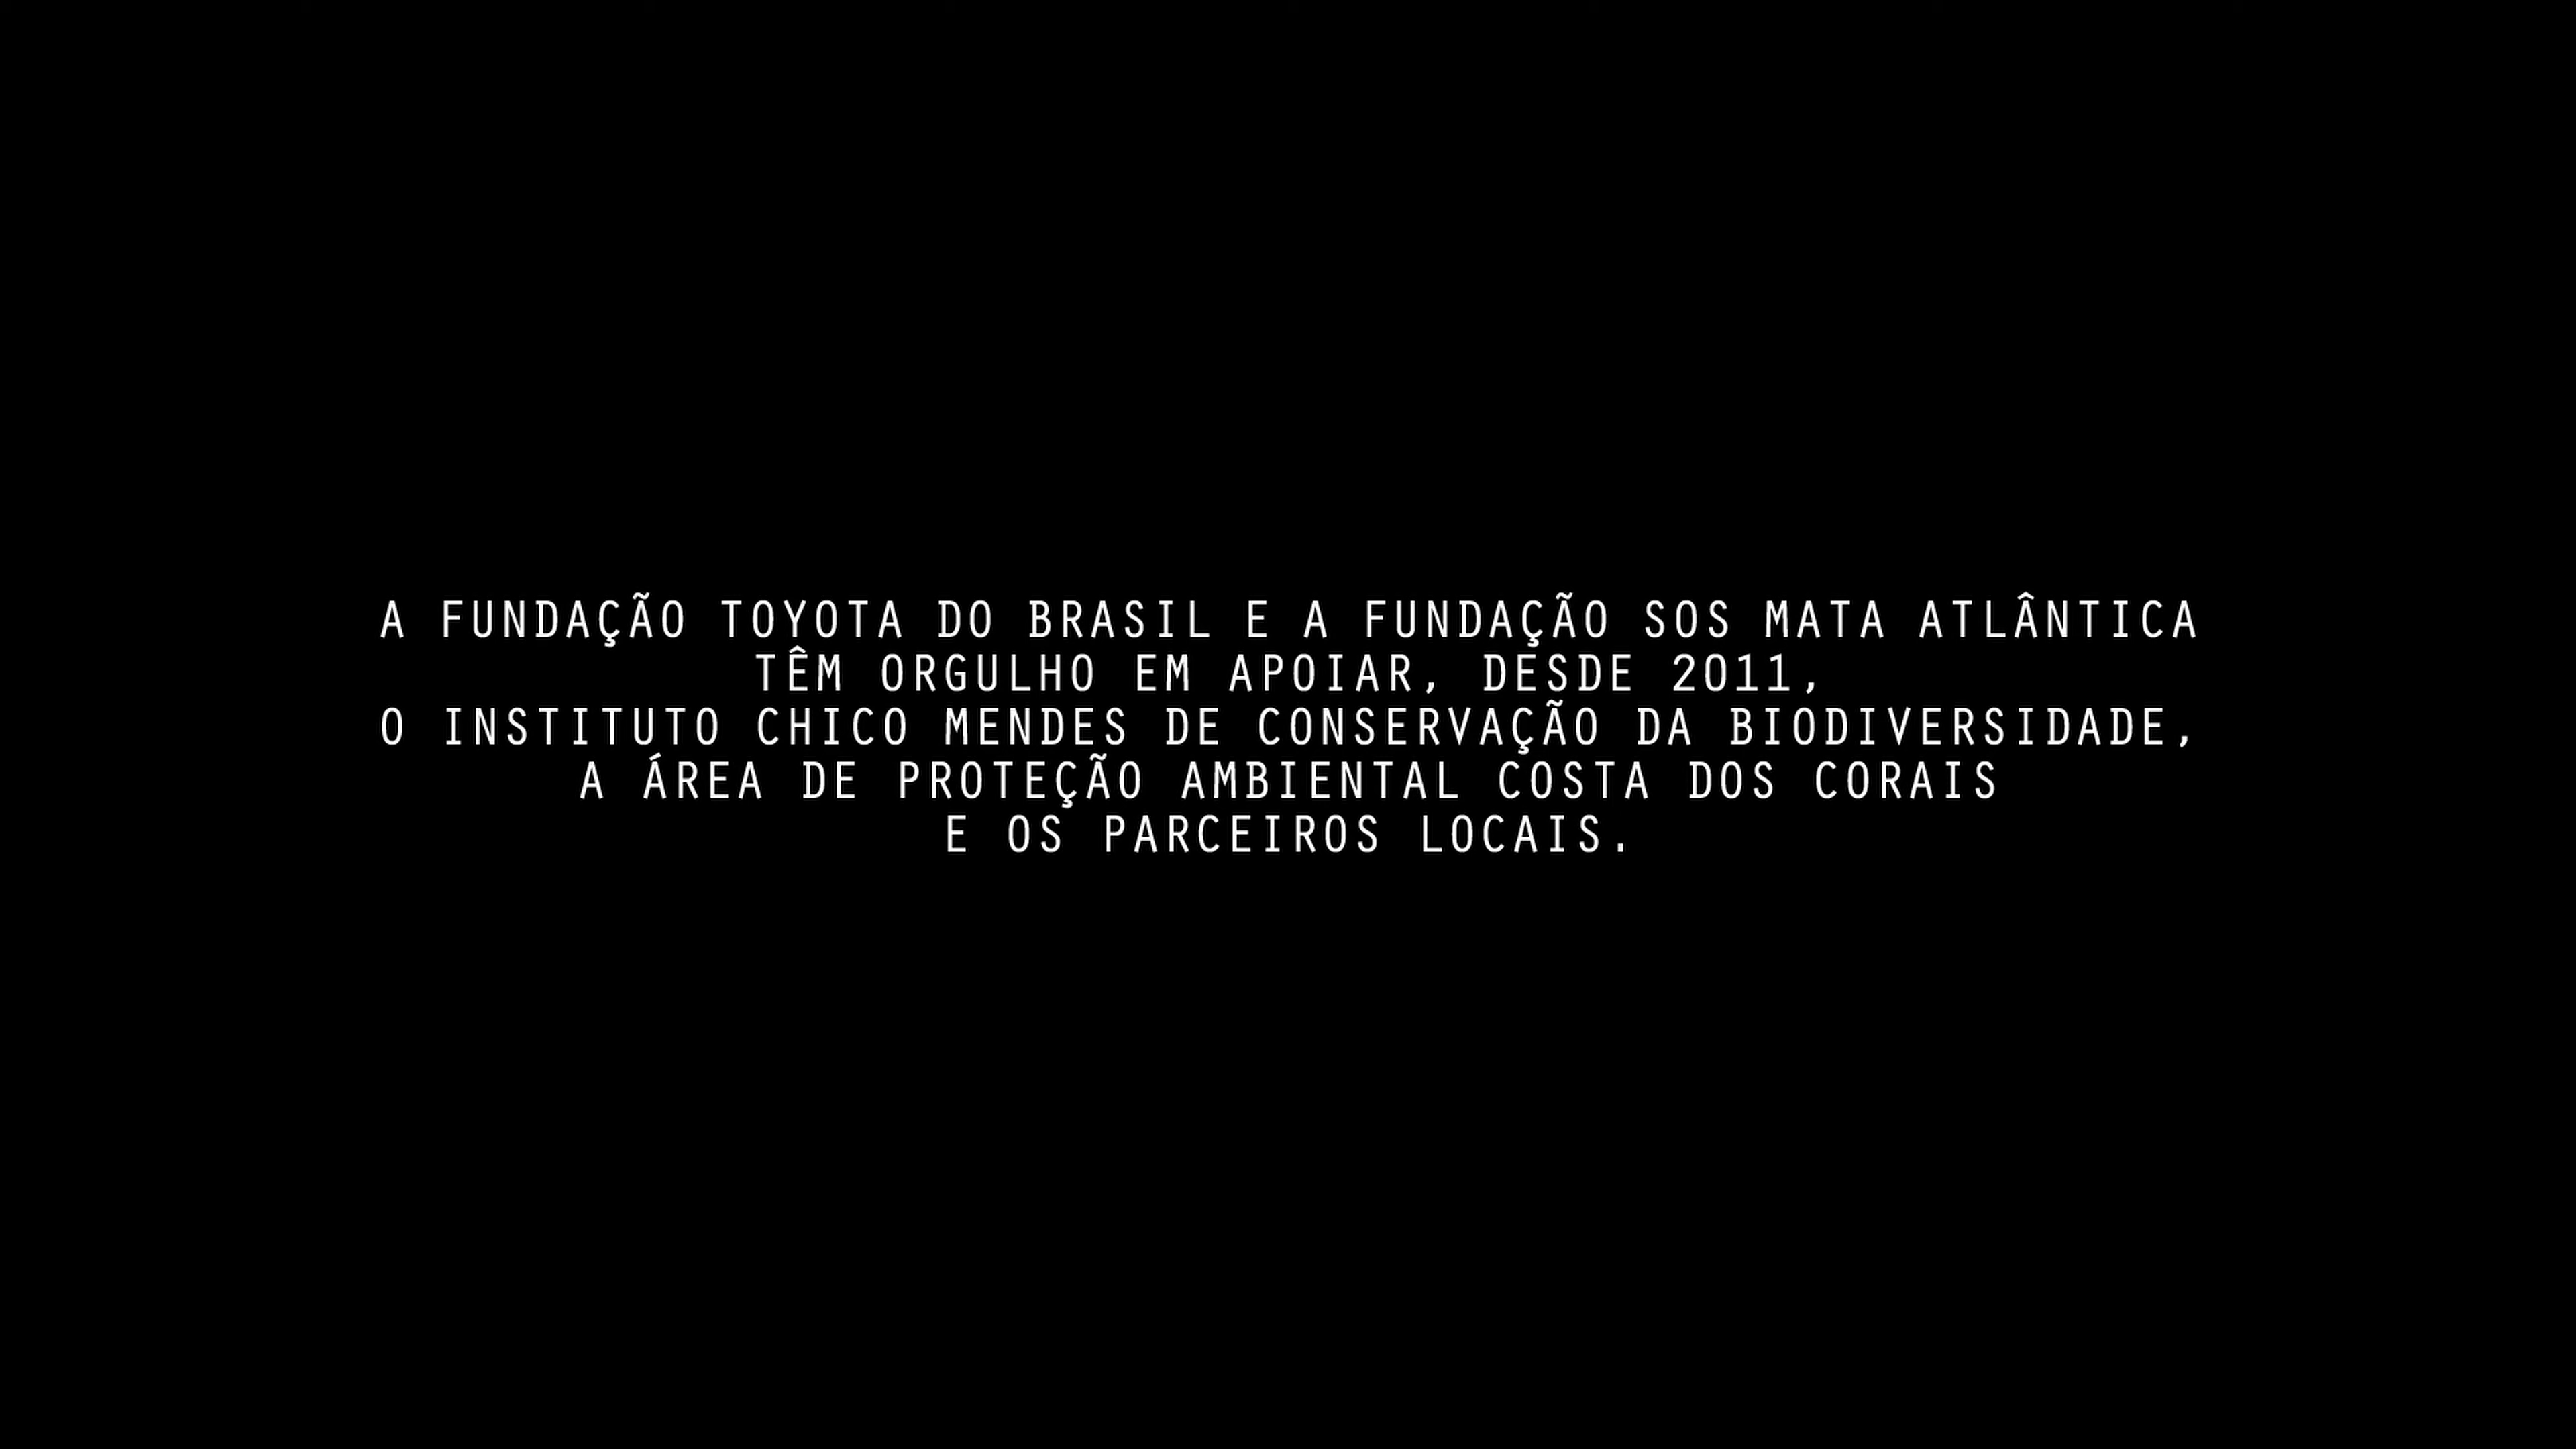 A FUNDAÇÃO TOYOTA DO BRASIL E A FUNDAÇÃO SOS MATA ATLÂNTICA
TÊM ORGULHO EM APOIAR, DESDE 2011,
O INSTITUTO CHICO MENDES DE CONSERVAÇÃO DA BIODIVERSIDADE,
A ÁREA DE PROTEÇÃO AMBIENTAL COSTA DOS CORAIS
E OS PARCEIROS LOCAIS.